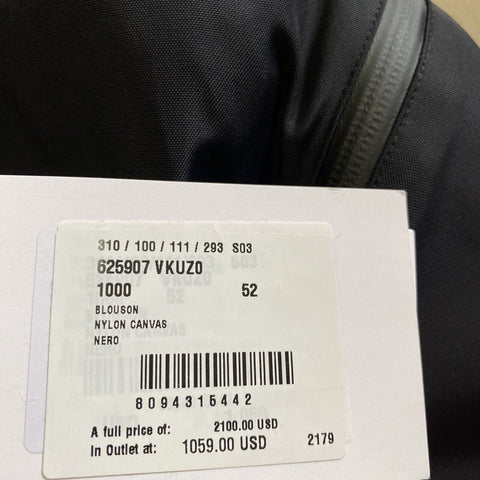 310 / 100 / 111 / 293 S03
625907 VKUZ0
1000 52
BLOUSON
NYLON CANVAS
NERO
8094315442
A full price of: 2100.00 USD
In Outlet at: 1059.00 USD 2179